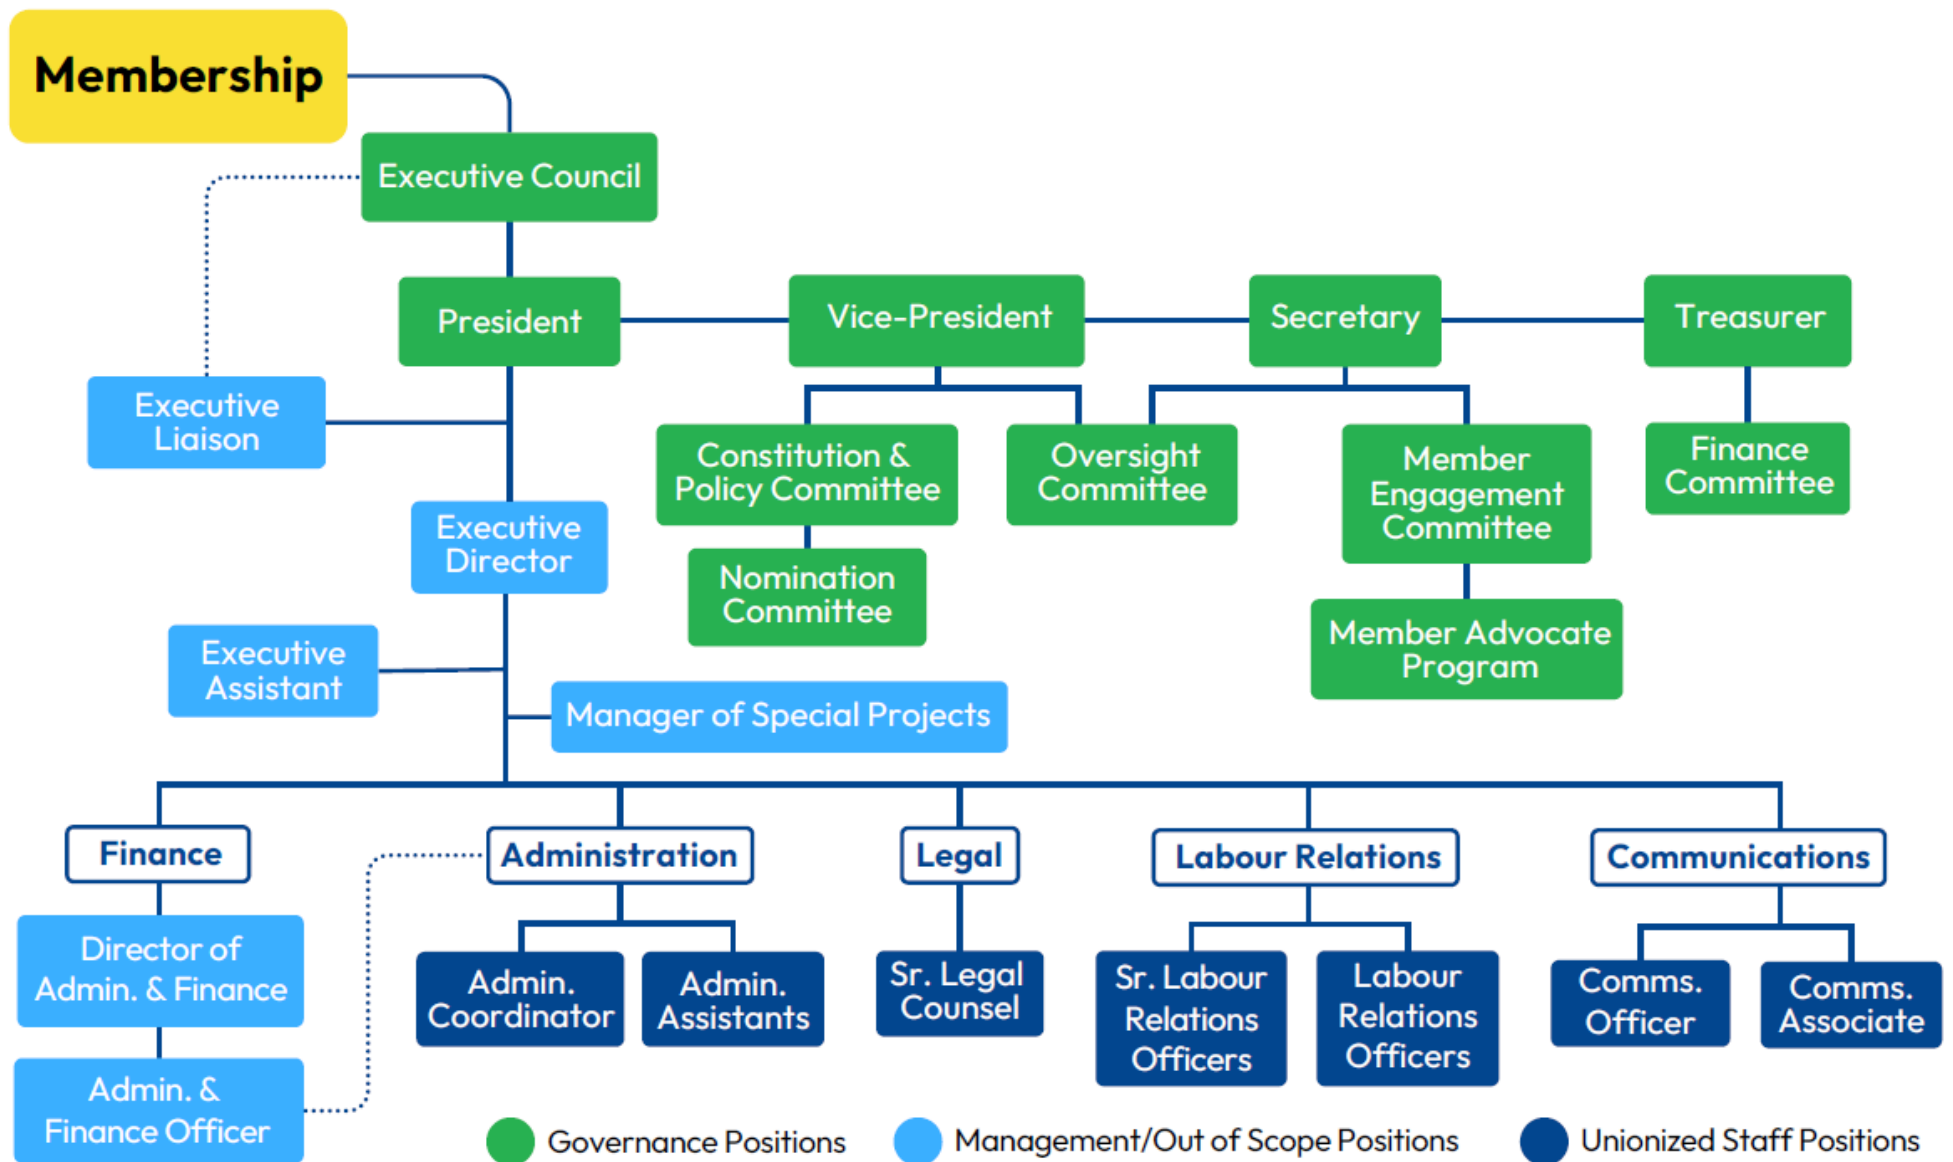 Membership
Executive Council
President
Vice-President
Secretary
Treasurer
Executive
Liaison
Constitution &
Policy Committee
Oversight
Committee
Member
Engagement
Committee
Finance
Committee
Executive
Director
Nomination
Committee
Member Advocate
Program
Executive
Assistant
Manager of Special Projects
Finance
Administration
Legal
Labour Relations
Communications
Director of
Admin. & Finance
Admin.
Coordinator
Admin.
Assistants
Sr. Legal
Counsel
Sr. Labour
Relations
Officers
Labour
Relations
Officers
Comms.
Officer
Comms.
Associate
Admin. &
Finance Officer
Governance Positions
Management/Out of Scope Positions
Unionized Staff Positions